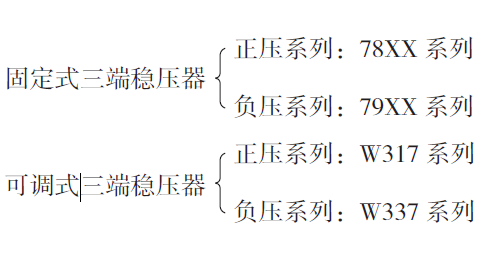 正压系列：78XX 系列
固定式三端稳压器
负压系列：79XX 系列
正压系列：W317 系列
可调式三端稳压器
负压系列：W337 系列